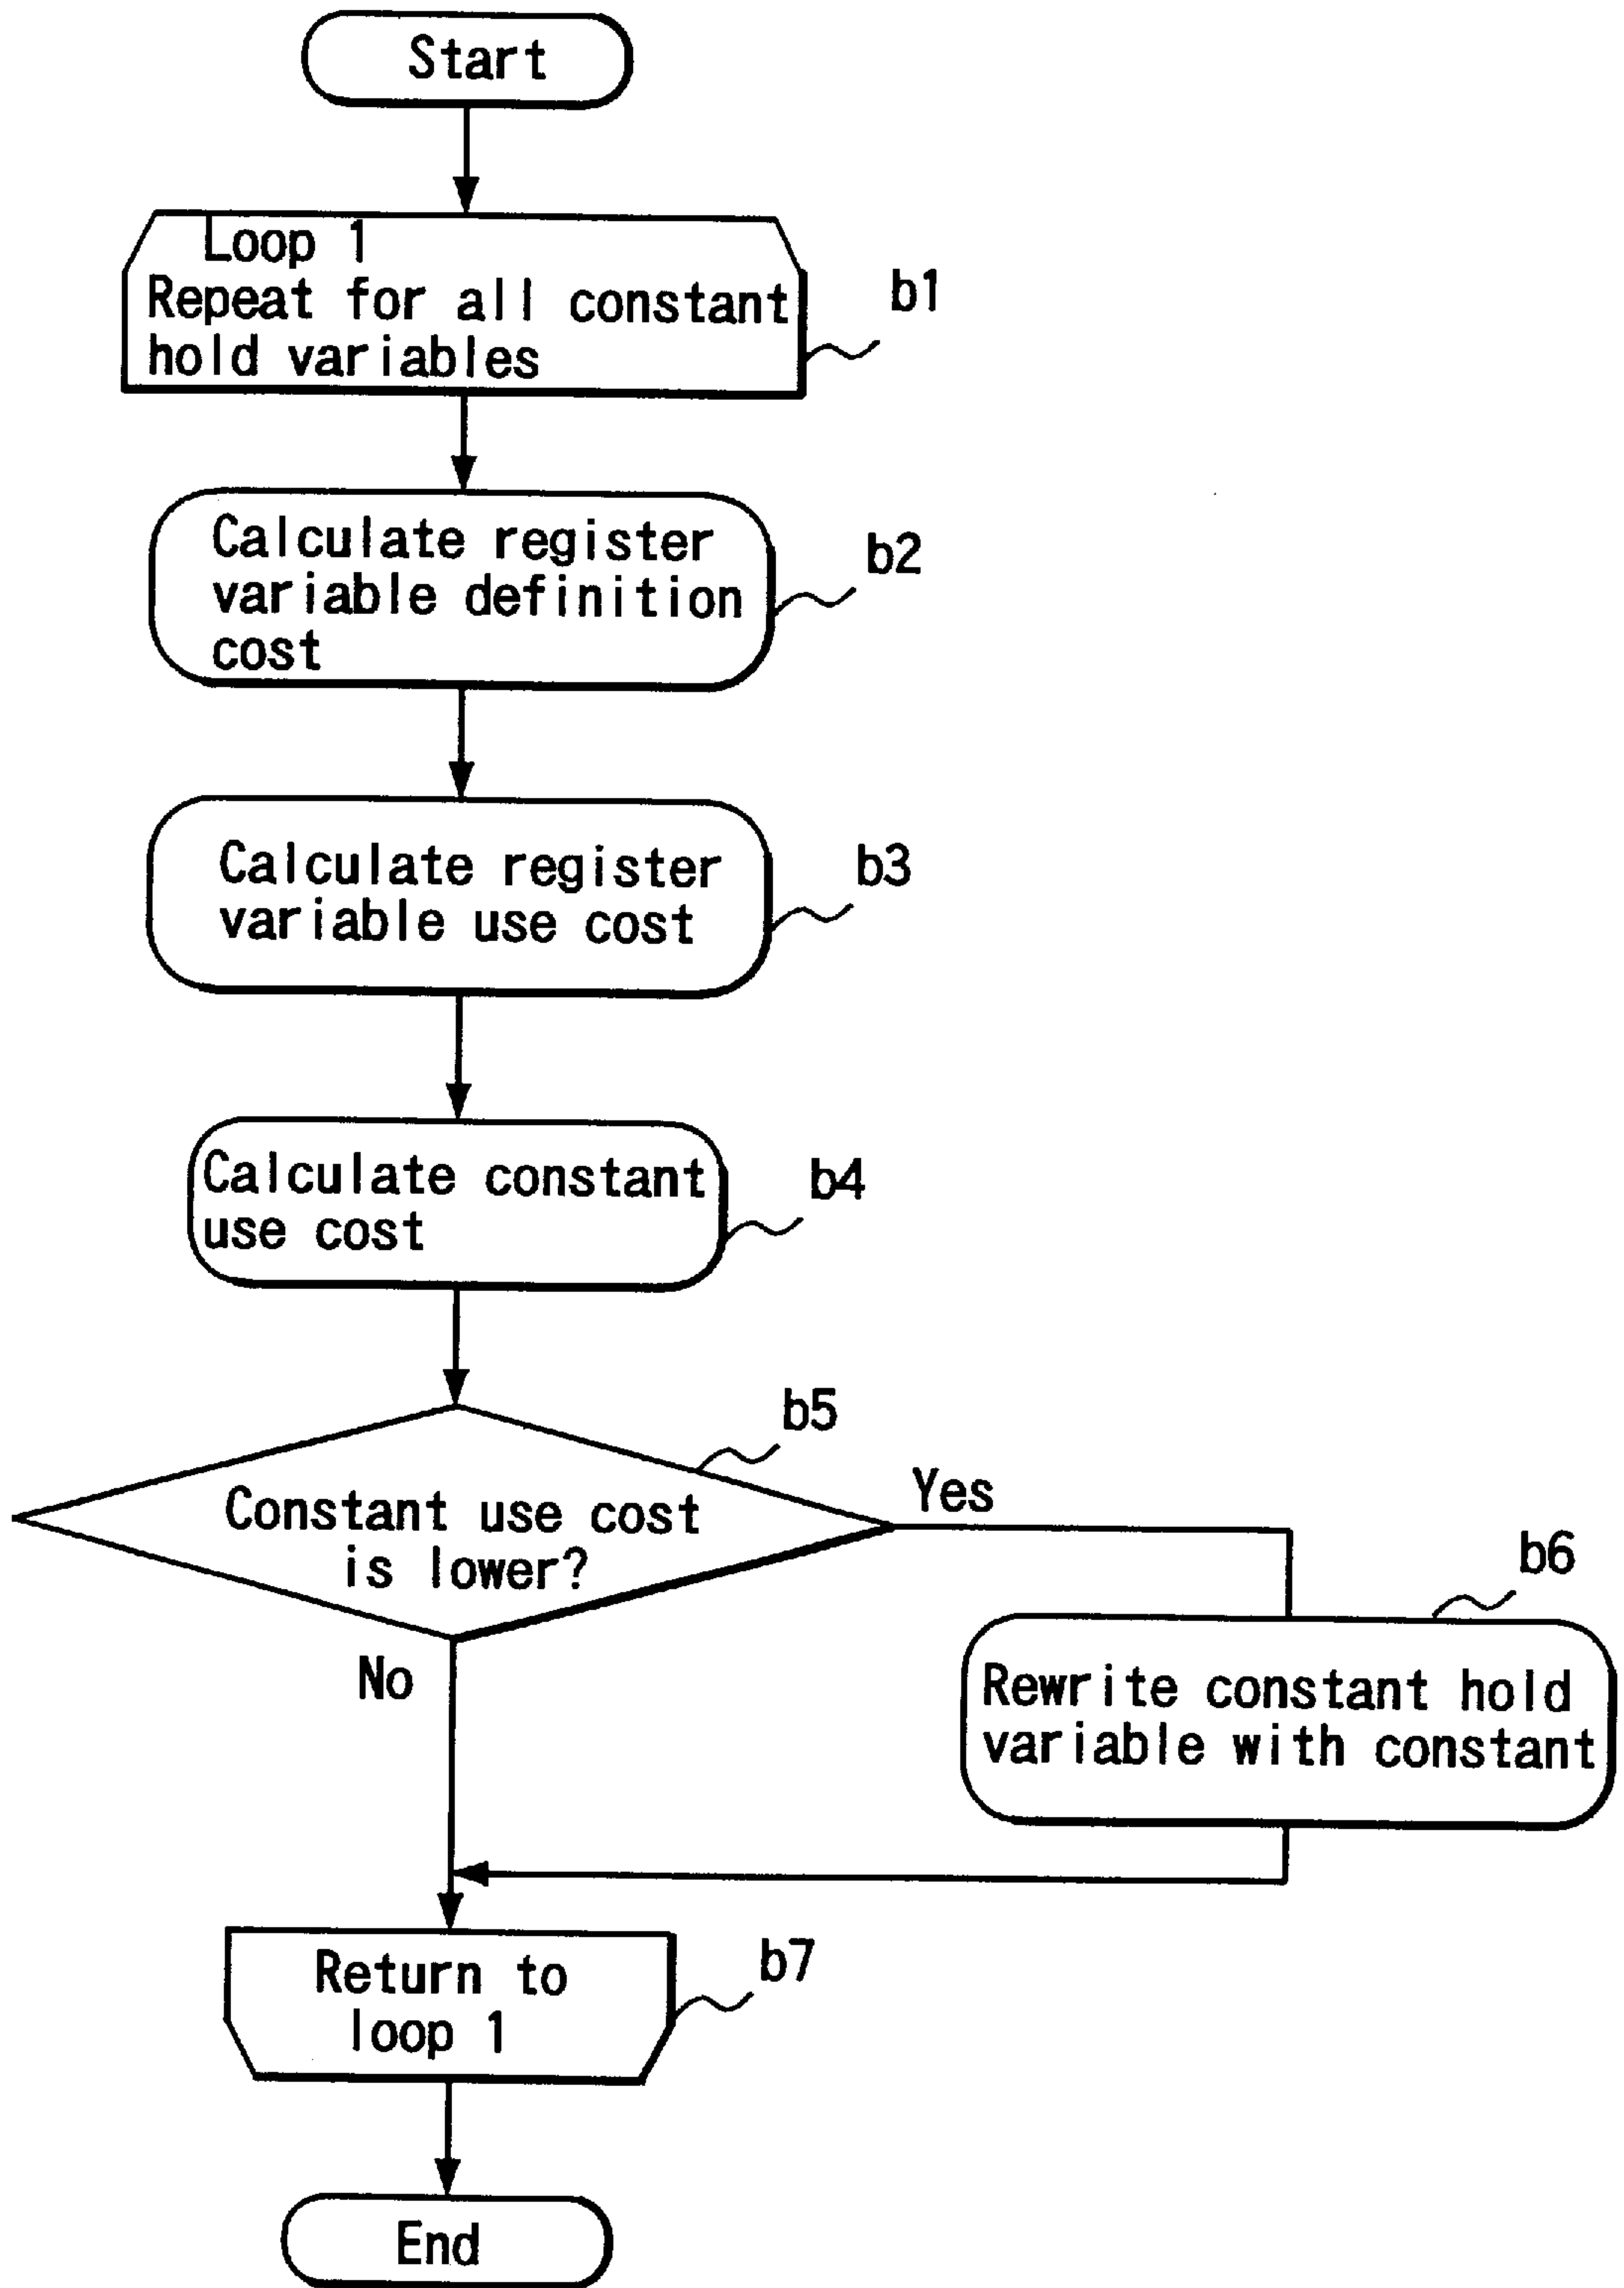 Start
Loop 1
Repeat for all constant
hold variables
b1
Calculate register
variable definition
cost
b2
Calculate register
variable use cost
b3
Calculate constant
use cost
b4
b5
Constant use cost
is lower?
Yes
No
b6
Rewrite constant hold
variable with constant
Return to
loop 1
b7
End